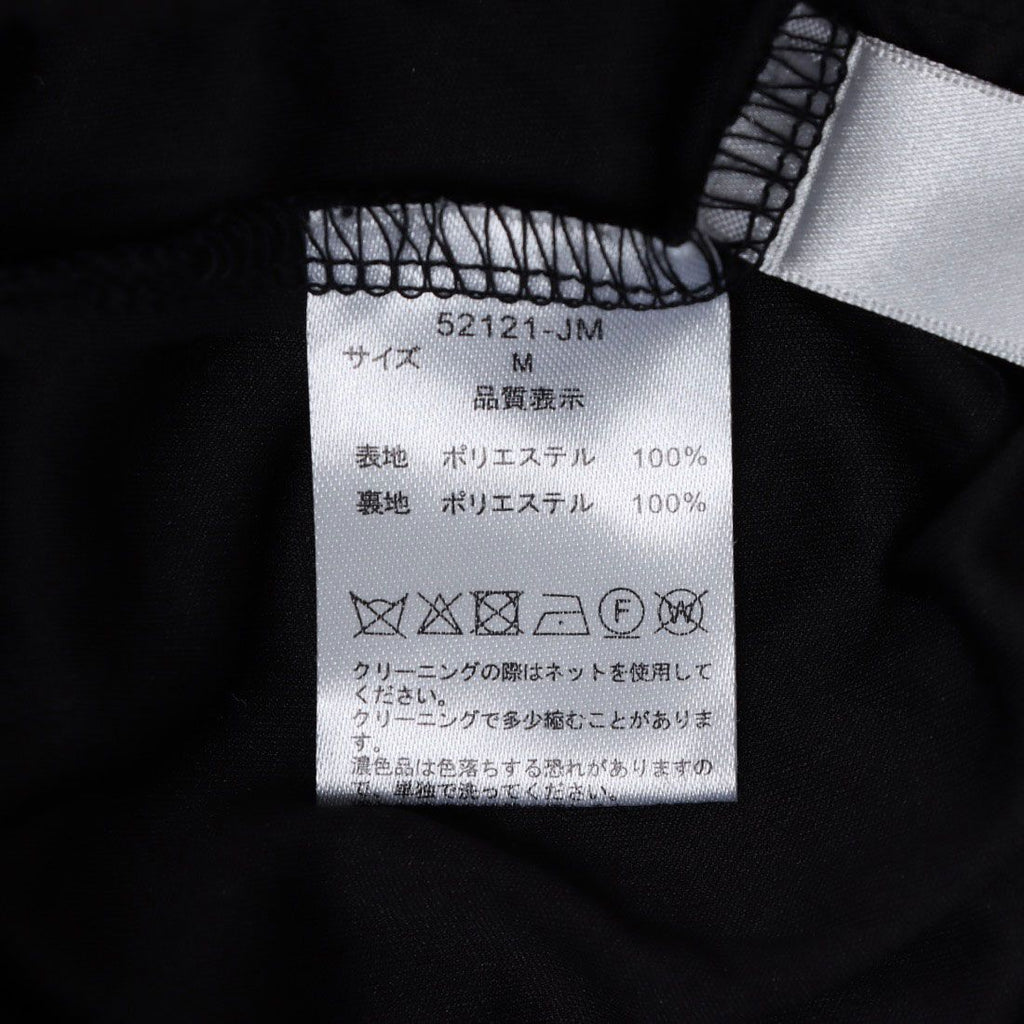 52121-JM
サイズ M
品質表示
表地 ポリエステル 100%
裏地 ポリエステル 100%
F W
クリーニングの際はネットを使用して
ください。
クリーニングで多少縮むことがありま
す。
濃色品は色落ちする恐れがありますの
で、単独で洗ってください。